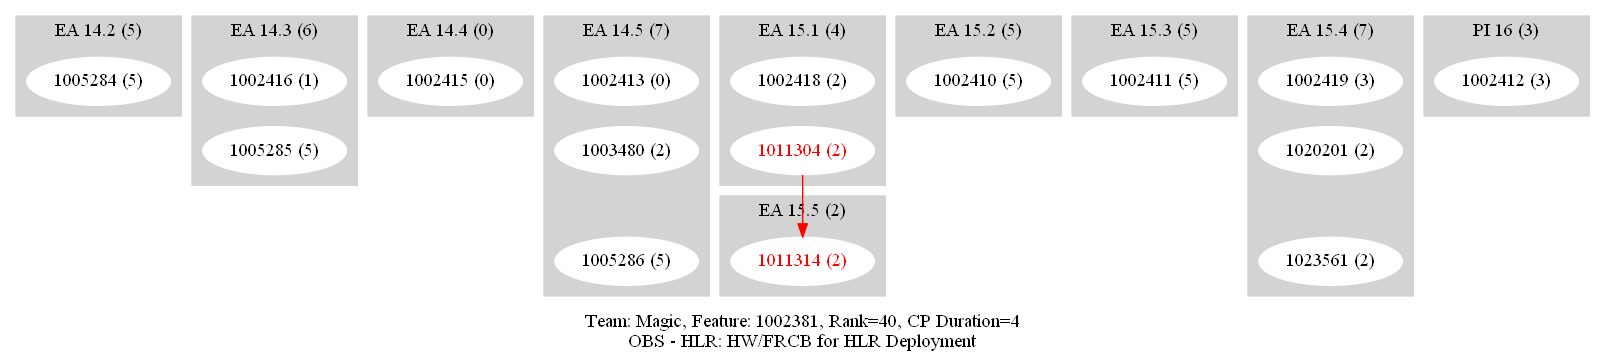 EA 14.2 (5)
1005284 (5)
EA 14.3 (6)
1002416 (1)
1005285 (5)
EA 14.4 (0)
1002415 (0)
EA 14.5 (7)
1002413 (0)
1003480 (2)
1005286 (5)
EA 15.1 (4)
1002418 (2)
1011304 (2)
EA 15.5 (2)
1011314 (2)
EA 15.2 (5)
1002410 (5)
EA 15.3 (5)
1002411 (5)
EA 15.4 (7)
1002419 (3)
1020201 (2)
1023561 (2)
PI 16 (3)
1002412 (3)
Team: Magic, Feature: 1002381, Rank=40, CP Duration=4
OBS - HLR: HW/FRCB for HLR Deployment